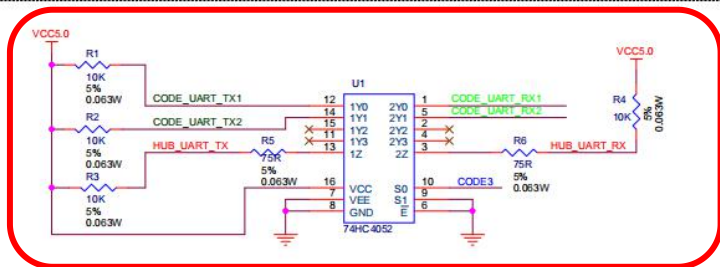 VCC5.0
R1
10K
5%
0.063W
CODE_UART_TX1
R2
10K
5%
0.063W
CODE_UART_TX2
HUB_UART_TX
R3
10K
5%
0.063W
R5
75R
5%
0.063W
U1
12 1Y0 2Y0 1
14 1Y1 2Y1 5
15 1Y2 2Y2 2
11 1Y3 2Y3 4
13 1Z 2Z 3
16 VCC S0 10
7 VEE S1 9
8 GND E 6
74HC4052
CODE_UART_RX1
CODE_UART_RX2
CODE3
R6
75R
5%
0.063W
HUB_UART_RX
VCC5.0
R4
10K
5%
0.063W